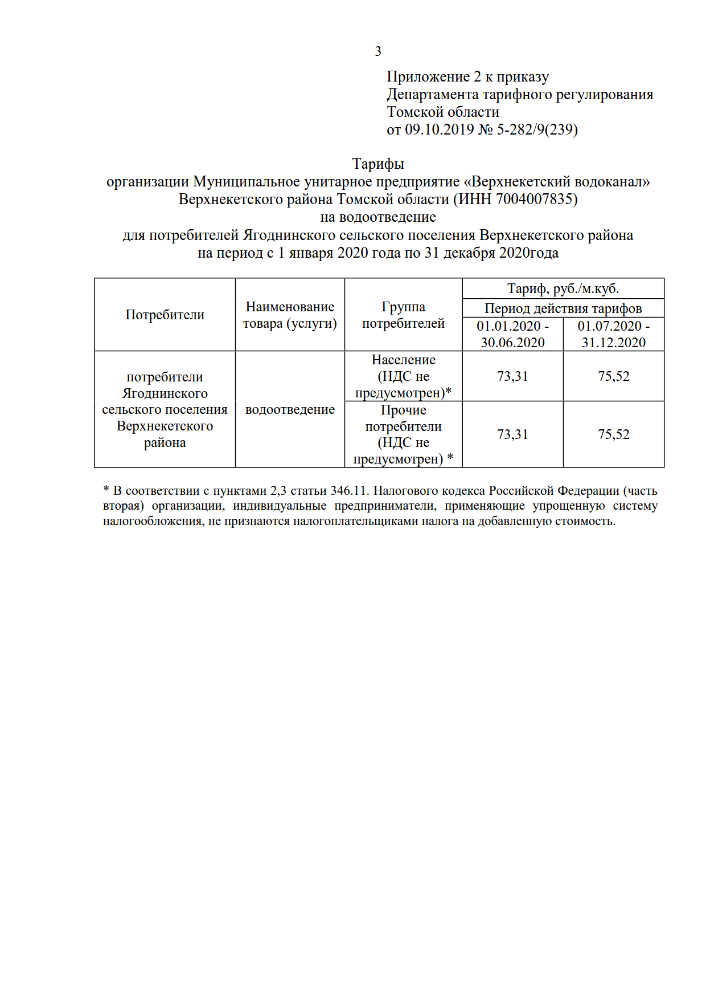 3
Приложение 2 к приказу
Департамента тарифного регулирования
Томской области
от 09.10.2019 № 5-282/9(239)
Тарифы
организации Муниципальное унитарное предприятие «Верхнекетский водоканал»
Верхнекетского района Томской области (ИНН 7004007835)
на водоотведение
для потребителей Ягоднинского сельского поселения Верхнекетского района
на период с 1 января 2020 года по 31 декабря 2020года
Потребители
Наименование
товара (услуги)
Группа
потребителей
Тариф, руб./м.куб.
Период действия тарифов
01.01.2020 -
30.06.2020
01.07.2020 -
31.12.2020
потребители
Ягоднинского
сельского поселения
Верхнекетского
района
водоотведение
Население
(НДС не
предусмотрен)*
73,31
75,52
Прочие
потребители
(НДС не
предусмотрен) *
73,31
75,52
* В соответствии с пунктами 2,3 статьи 346.11. Налогового кодекса Российской Федерации (часть
вторая) организации, индивидуальные предприниматели, применяющие упрощенную систему
налогообложения, не признаются налогоплательщиками налога на добавленную стоимость.